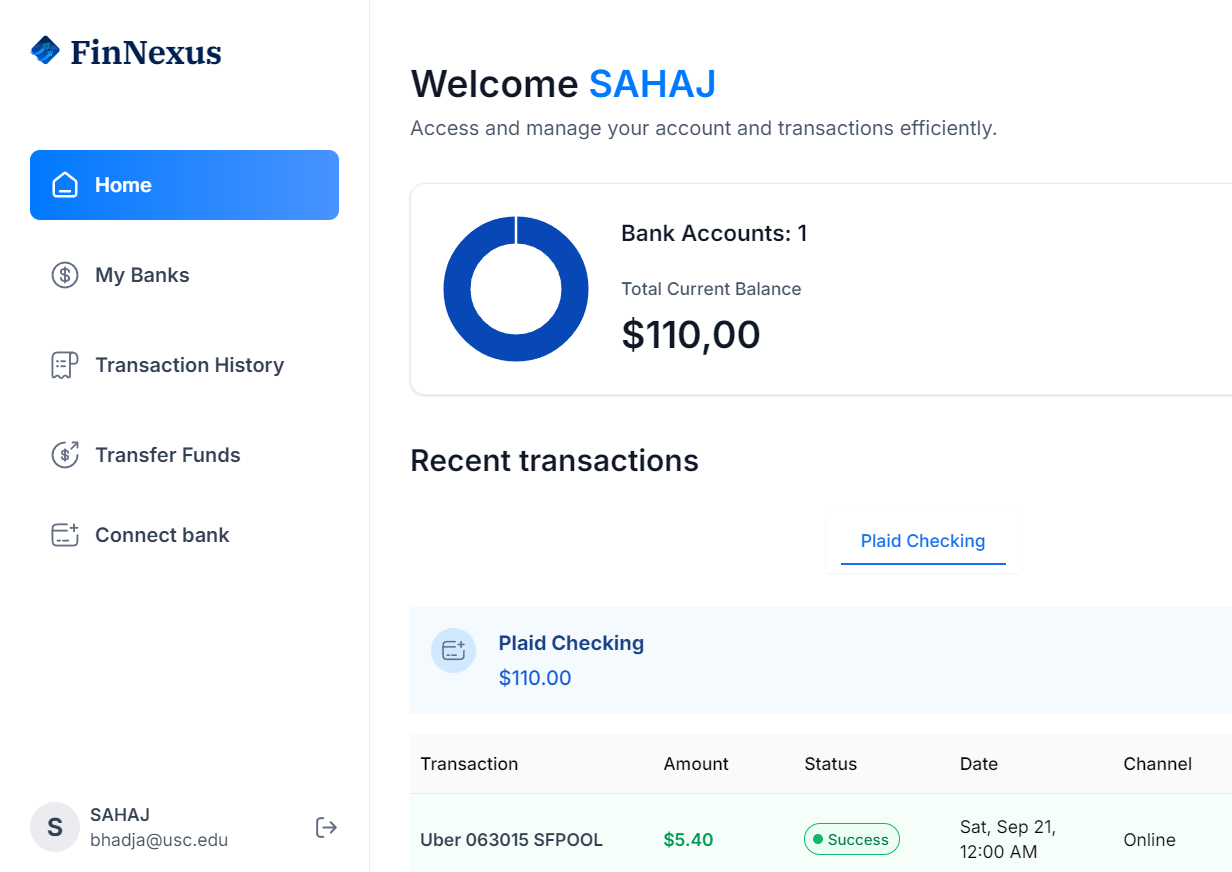 FinNexus
Home
My Banks
Transaction History
Transfer Funds
Connect bank
S
SAHAJ
bhadja@usc.edu
Welcome SAHAJ
Access and manage your account and transactions efficiently.
Bank Accounts: 1
Total Current Balance
$110,00
Recent transactions
Plaid Checking
Plaid Checking
$110.00
Transaction Amount Status Date Channel
Uber 063015 SFPOOL $5.40 Success Sat, Sep 21, 12:00 AM Online